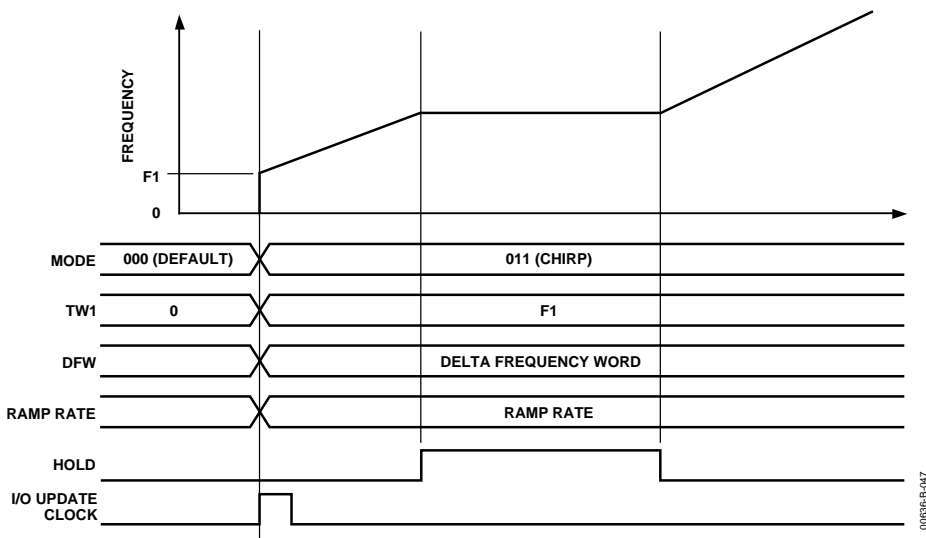 FREQUENCY
F1
0
MODE 000 (DEFAULT) 011 (CHIRP)
TW1 0 F1
DFW DELTA FREQUENCY WORD
RAMP RATE RAMP RATE
HOLD
I/O UPDATE
CLOCK
00636-B-047